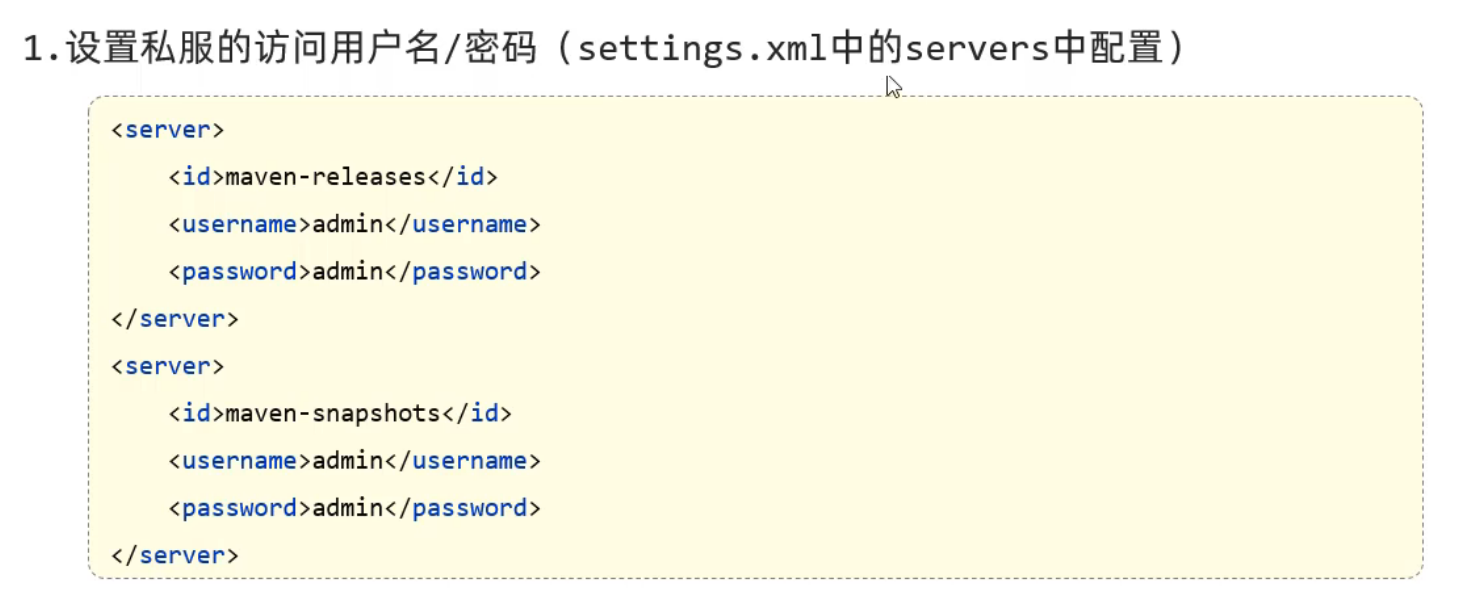 1.设置私服的访问用户名/密码（settings.xml中的servers中配置）
<server>
    <id>maven-releases</id>
    <username>admin</username>
    <password>admin</password>
</server>
<server>
    <id>maven-snapshots</id>
    <username>admin</username>
    <password>admin</password>
</server>